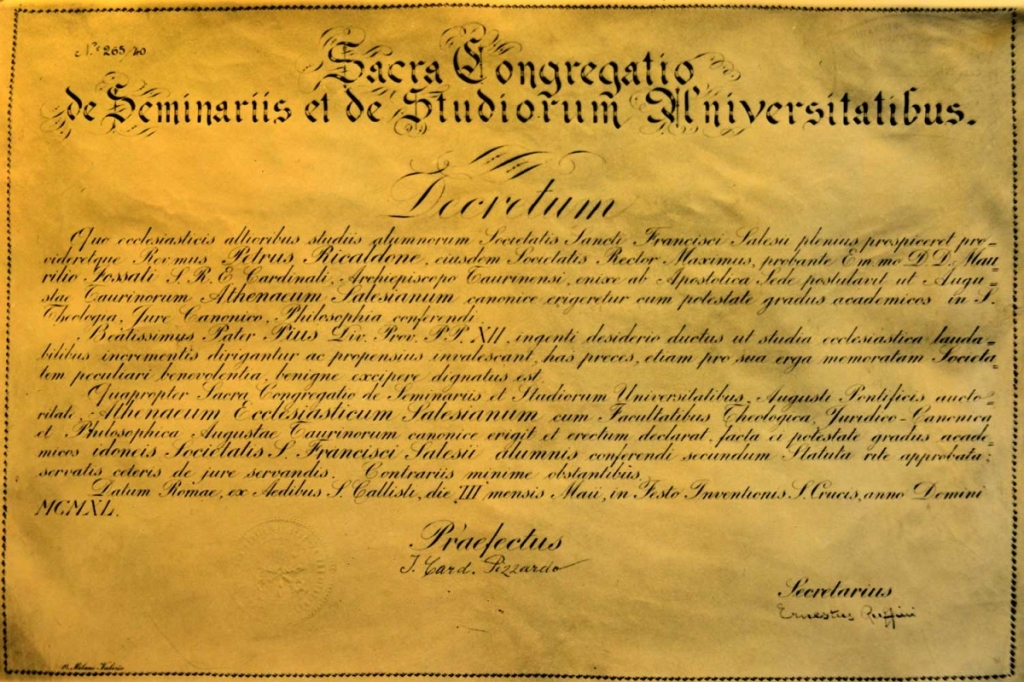 N.º 265/40
Sacra Congregatio
de Seminariis et de Studiorum Universitatibus.
Decretum
Quo ecclesiasticis altioribus studiis alumnorum Societatis Sancti Francisci Salesii plenius prospiceret pro=
videretque Rev.mus Petrus Ricaldone, eiusdem Societatis Rector Maximus, probante Em.mo D.D. Mau=
rilio Fossati S.R.E. Cardinali, Archiepiscopo Taurinensi, enixe ab Apostolica Sede postulavit ut Augu=
stae Taurinorum Athenaeum Salesianum canonice erigeretur cum potestate gradus academicos in S.
Theologia, Jure Canonico, Philosophia conferendi.
Beatissimus Pater Pius Div. Prov. P.P. XII, ingenti desiderio ductus ut studia ecclesiastica lauda=
bilibus incrementis dirigantur ac propensius invalescant, has preces, etiam pro sua erga memoratam Societa=
tem peculiari benevolentia, benigne excipere dignatus est.
Quapropter Sacra Congregatio de Seminariis et Studiorum Universitatibus, Augusti Pontificis aucto=
ritate, Athenaeum Ecclesiasticum Salesianum cum Facultatibus Theologica, Juridico-Canonica
et Philosophica Augustae Taurinorum canonice erigit et erectum declarat, facta ei potestate gradus acade=
micos idoneis Societatis S. Francisci Salesii alumnis conferendi secundum Statuta rite approbata;
servatis ceteris de jure servandis. Contrariis minime obstantibus.
Datum Romae, ex Aedibus S. Callisti, die III mensis Maii, in Festo Inventionis S. Crucis, anno Domini
MCMXL.
Praefectus
J. Card. Pizzardo
Secretarius
Ernestus Ruffini